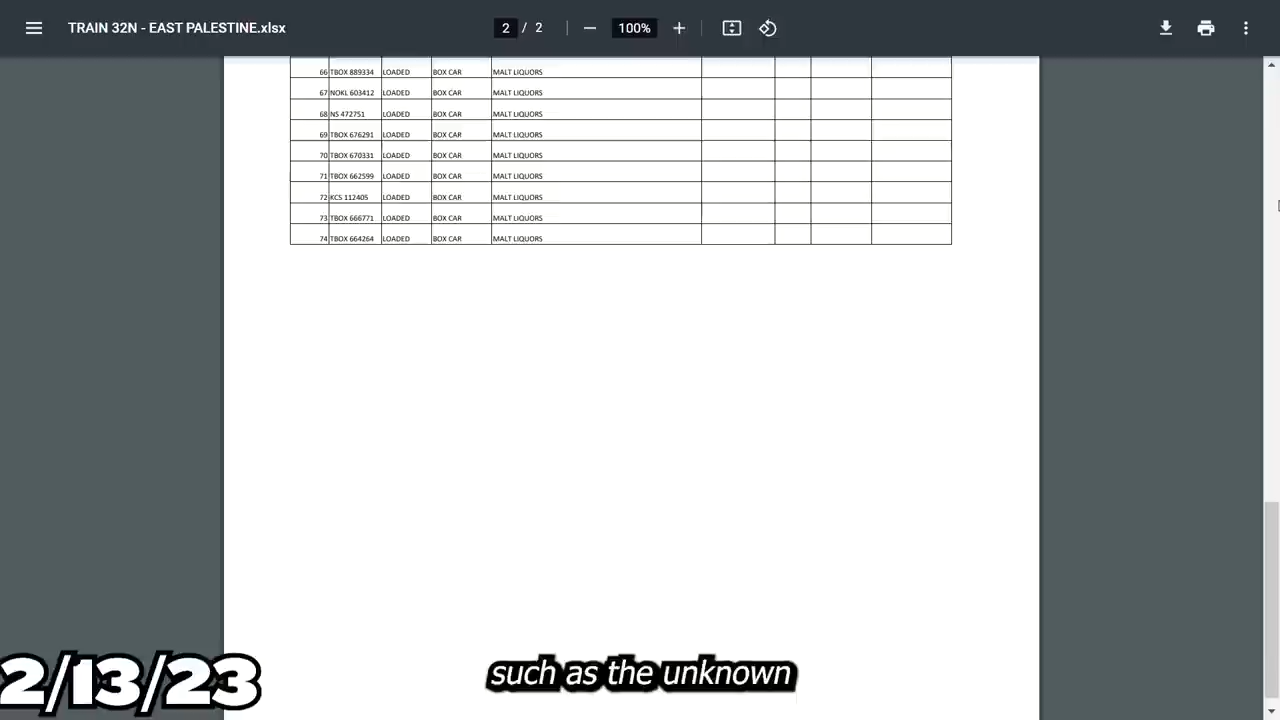 TRAIN 32N - EAST PALESTINE.xlsx 2 / 2 100%
66 TBOX 889334 LOADED BOX CAR MALT LIQUORS
67 NOKL 603412 LOADED BOX CAR MALT LIQUORS
68 NS 472751 LOADED BOX CAR MALT LIQUORS
69 TBOX 676291 LOADED BOX CAR MALT LIQUORS
70 TBOX 670331 LOADED BOX CAR MALT LIQUORS
71 TBOX 662599 LOADED BOX CAR MALT LIQUORS
72 KCS 112405 LOADED BOX CAR MALT LIQUORS
73 TBOX 666771 LOADED BOX CAR MALT LIQUORS
74 TBOX 664264 LOADED BOX CAR MALT LIQUORS
such as the unknown
2/13/23